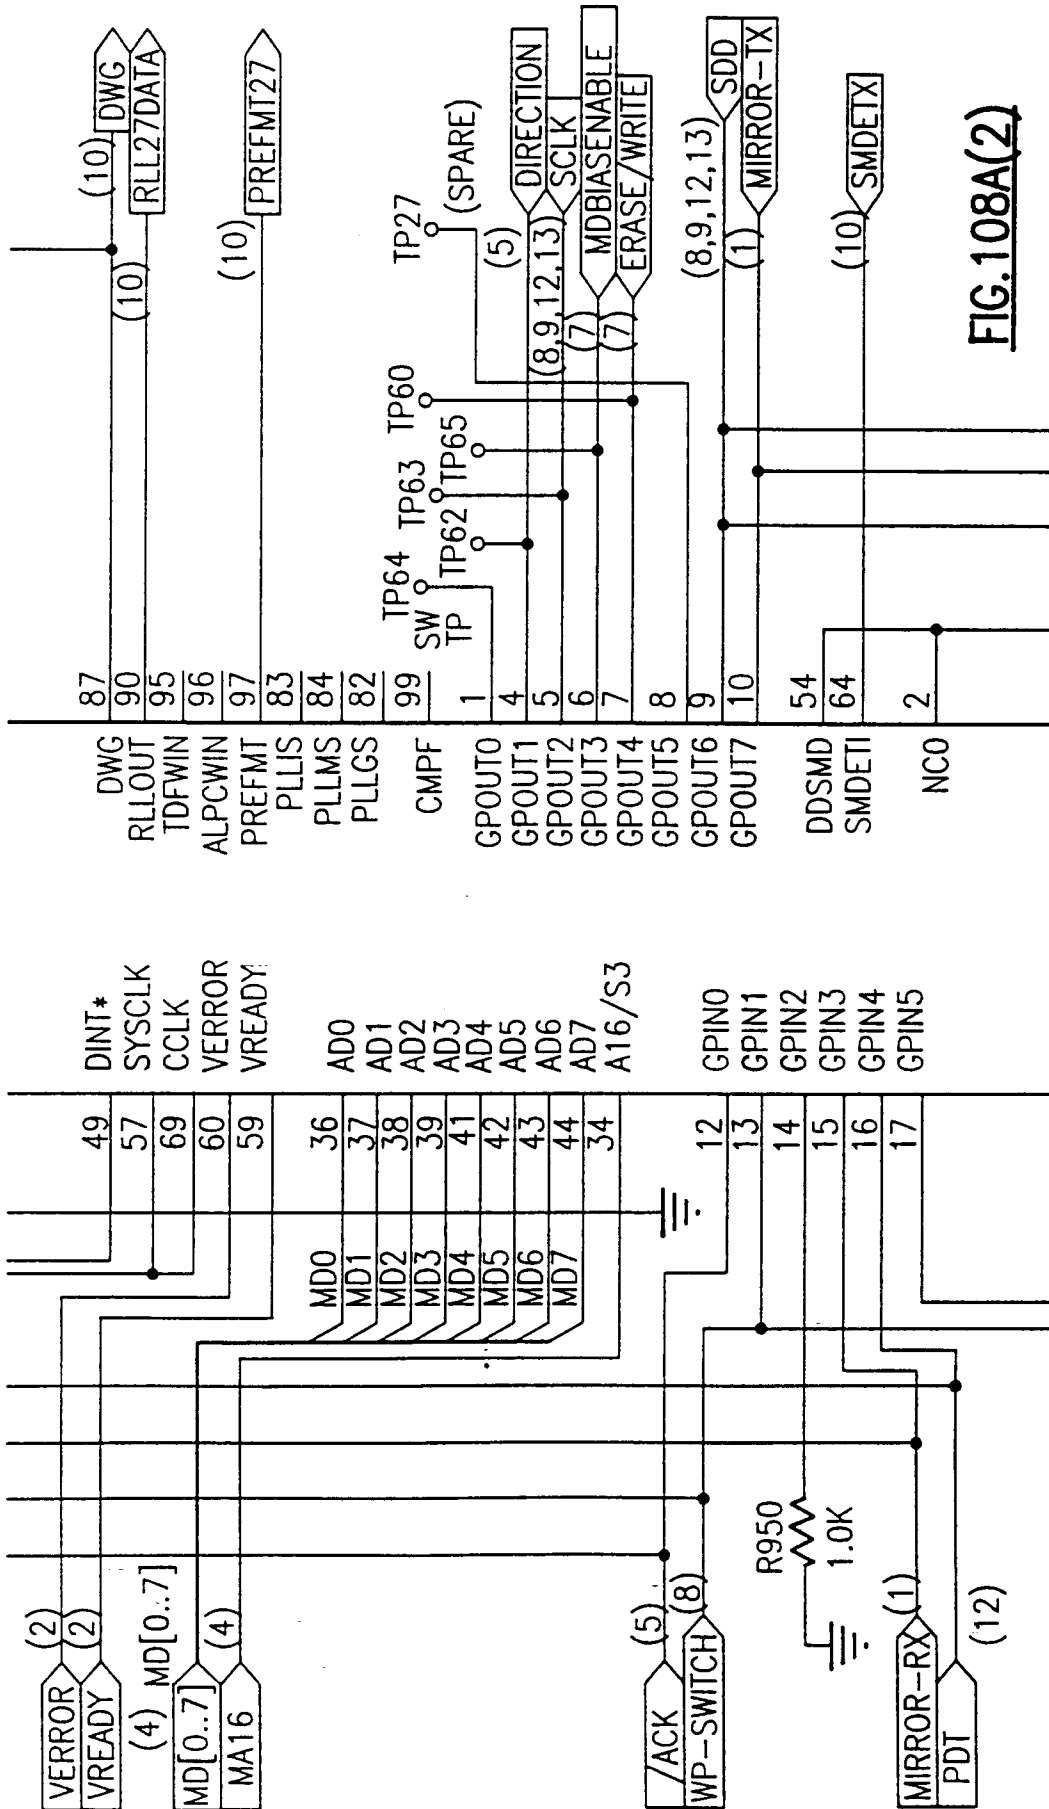 DWG
(10)
RLL27DATA
(10)
PREFMT27
(10)
TP27
(SPARE)
DIRECTION
(5)
SCLK
(8,9,12,13)
MDBIASENABLE
(7)
ERASE/WRITE
(7)
SDD
(8,9,12,13)
MIRROR-TX
(1)
SMDETX
(10)
TP60
TP65
TP63
TP62
TP64
SW
TP
DWG 87
RLLOUT 90
TDFWIN 95
ALPCWIN 96
PREFMT 97
PLLIS 83
PLLMS 84
PLLGS 82
CMPF 99
GPOUT0 1
GPOUT1 4
GPOUT2 5
GPOUT3 6
GPOUT4 7
GPOUT5 8
GPOUT6 9
GPOUT7 10
DDSMD 54
SMDETI 64
NCO 2
49 DINT*
57 SYSCLK
69 CCLK
60 VERROR
59 VREADY
MD0 36 AD0
MD1 37 AD1
MD2 38 AD2
MD3 39 AD3
MD4 41 AD4
MD5 42 AD5
MD6 43 AD6
MD7 44 AD7
34 A16/S3
12 GPIN0
13 GPIN1
14 GPIN2
15 GPIN3
16 GPIN4
17 GPIN5
VERROR (2)
VREADY (2)
(4) MD[0..7]
MD[0..7]
MA16 (4)
/ACK (5)
WP-SWITCH (8)
R950
1.0K
MIRROR-RX (1)
PDT (12)
FIG.108A(2)